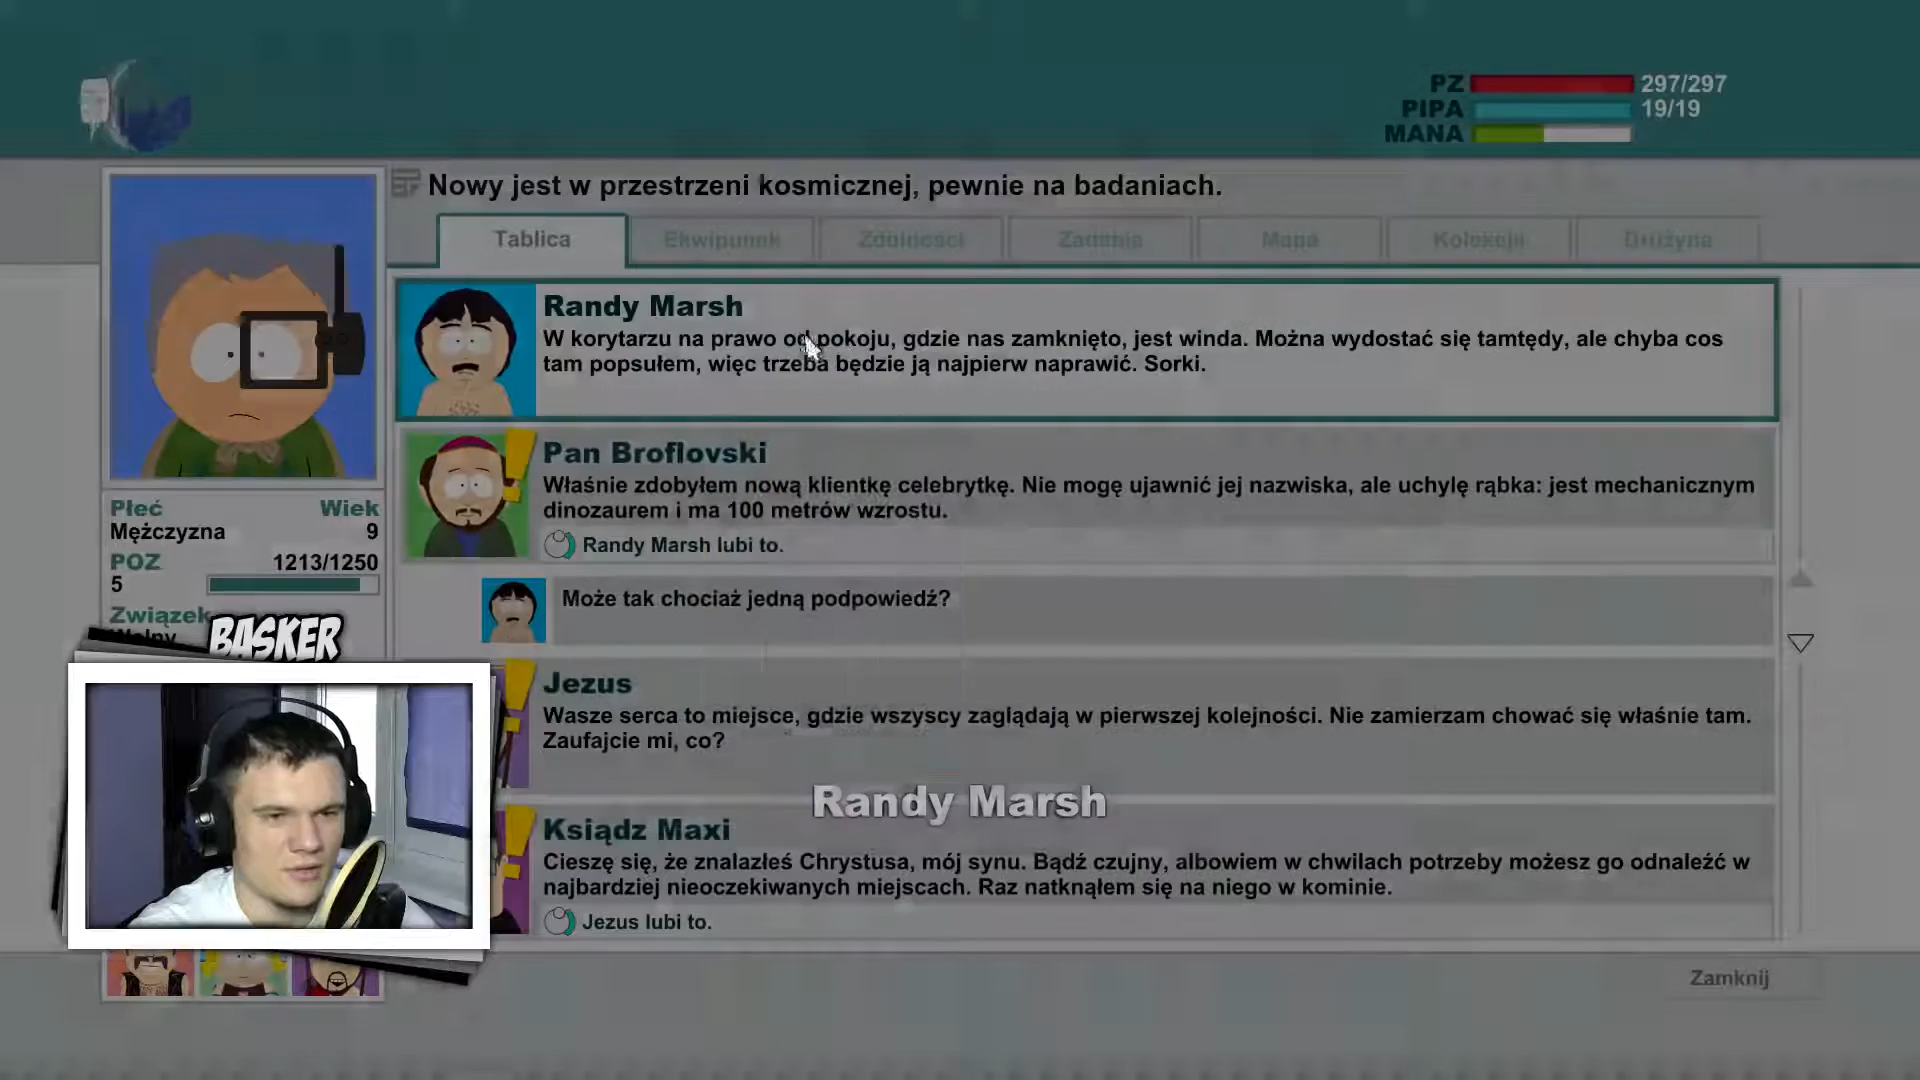 PZ 297/297
PIPA 19/19
MANA
Nowy jest w przestrzeni kosmicznej, pewnie na badaniach.
Tablica
Ekwipunek
Zdolności
Zadania
Mapa
Kolekcja
Drużyna
Randy Marsh
W korytarzu na prawo od pokoju, gdzie nas zamknięto, jest winda. Można wydostać się tamtędy, ale chyba cos
tam popsułem, więc trzeba będzie ją najpierw naprawić. Sorki.
Pan Broflovski
Właśnie zdobyłem nową klientkę celebrytkę. Nie mogę ujawnić jej nazwiska, ale uchylę rąbka: jest mechanicznym
dinozaurem i ma 100 metrów wzrostu.
Randy Marsh lubi to.
Może tak chociaż jedną podpowiedź?
Jezus
Wasze serca to miejsce, gdzie wszyscy zaglądają w pierwszej kolejności. Nie zamierzam chować się właśnie tam.
Zaufajcie mi, co?
Randy Marsh
Ksiądz Maxi
Cieszę się, że znalazłeś Chrystusa, mój synu. Bądź czujny, albowiem w chwilach potrzeby możesz go odnaleźć w
najbardziej nieoczekiwanych miejscach. Raz natknąłem się na niego w kominie.
Jezus lubi to.
Płeć Wiek
Mężczyzna 9
POZ 1213/1250
5
Związek
Wolny
BASKER
Zamknij